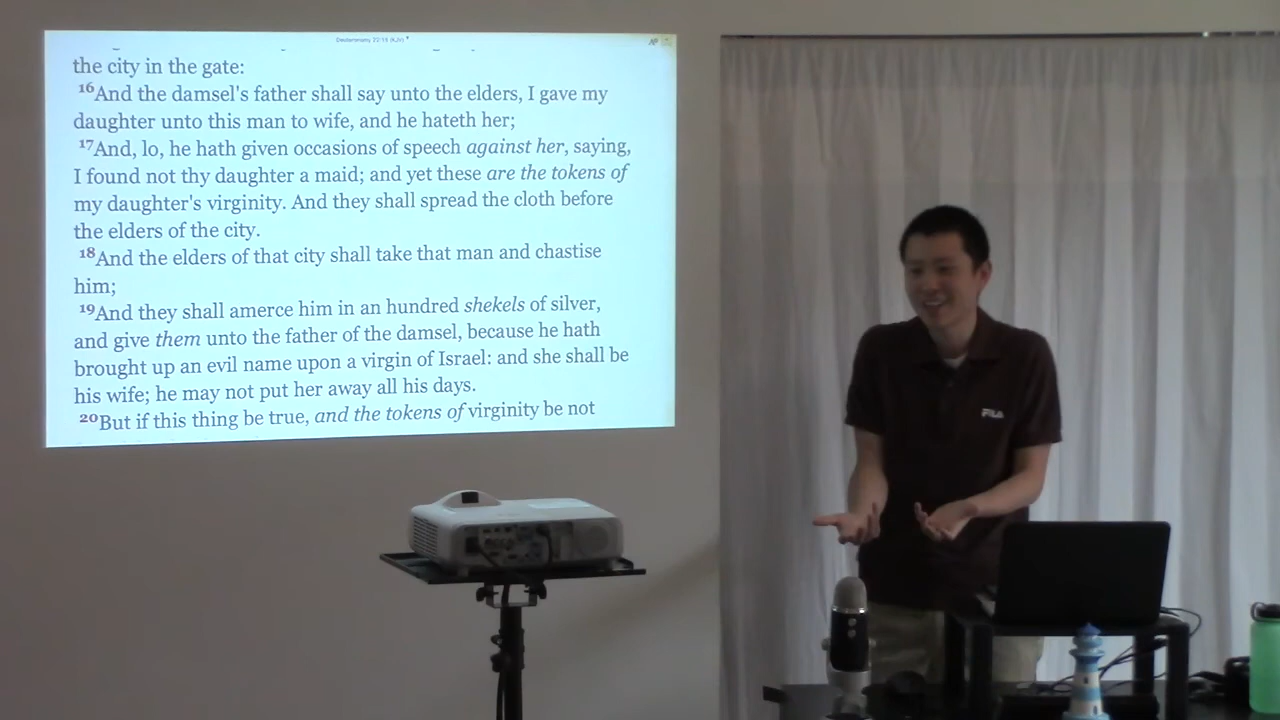 Deuteronomy 22:15 (KJV)
the city in the gate:
16And the damsel's father shall say unto the elders, I gave my
daughter unto this man to wife, and he hateth her;
17And, lo, he hath given occasions of speech against her, saying,
I found not thy daughter a maid; and yet these are the tokens of
my daughter's virginity. And they shall spread the cloth before
the elders of the city.
18And the elders of that city shall take that man and chastise
him;
19And they shall amerce him in an hundred shekels of silver,
and give them unto the father of the damsel, because he hath
brought up an evil name upon a virgin of Israel: and she shall be
his wife; he may not put her away all his days.
20But if this thing be true, and the tokens of virginity be not
FILA